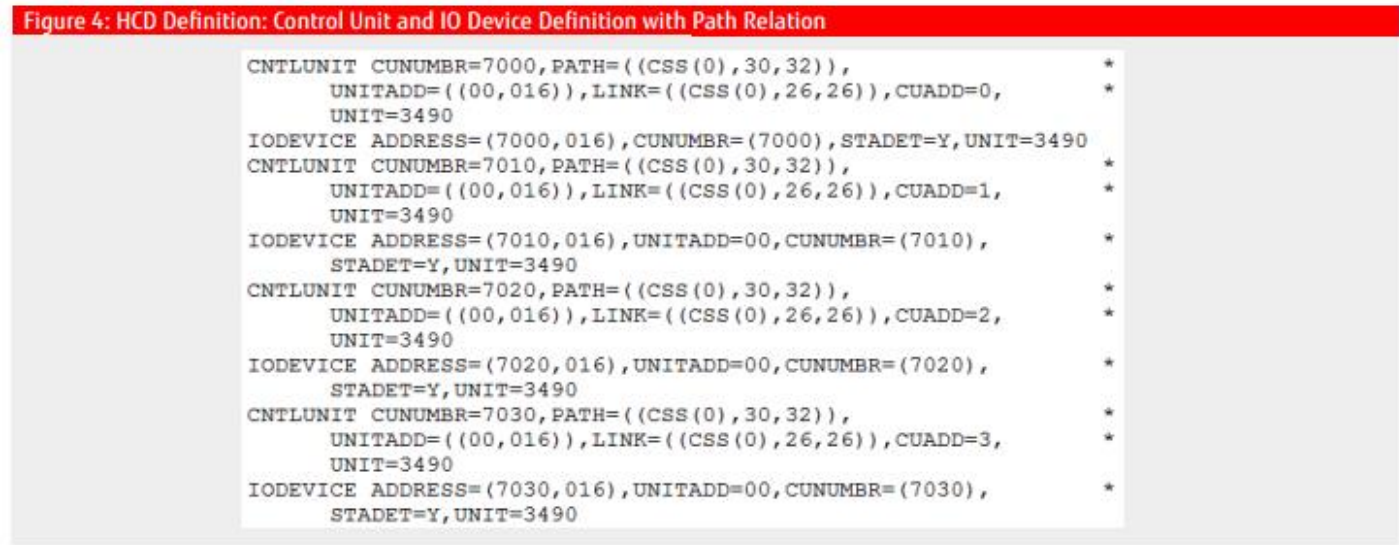 Figure 4: HCD Definition: Control Unit and IO Device Definition with Path Relation
CNTLUNIT CUNUMBR=7000,PATH=((CSS(0),30,32)), *
UNITADD=((00,016)),LINK=((CSS(0),26,26)),CUADD=0, *
UNIT=3490
IODEVICE ADDRESS=(7000,016),CUNUMBR=(7000),STADET=Y,UNIT=3490
CNTLUNIT CUNUMBR=7010,PATH=((CSS(0),30,32)), *
UNITADD=((00,016)),LINK=((CSS(0),26,26)),CUADD=1, *
UNIT=3490
IODEVICE ADDRESS=(7010,016),UNITADD=00,CUNUMBR=(7010), *
STADET=Y,UNIT=3490
CNTLUNIT CUNUMBR=7020,PATH=((CSS(0),30,32)), *
UNITADD=((00,016)),LINK=((CSS(0),26,26)),CUADD=2, *
UNIT=3490
IODEVICE ADDRESS=(7020,016),UNITADD=00,CUNUMBR=(7020), *
STADET=Y,UNIT=3490
CNTLUNIT CUNUMBR=7030,PATH=((CSS(0),30,32)), *
UNITADD=((00,016)),LINK=((CSS(0),26,26)),CUADD=3, *
UNIT=3490
IODEVICE ADDRESS=(7030,016),UNITADD=00,CUNUMBR=(7030), *
STADET=Y,UNIT=3490